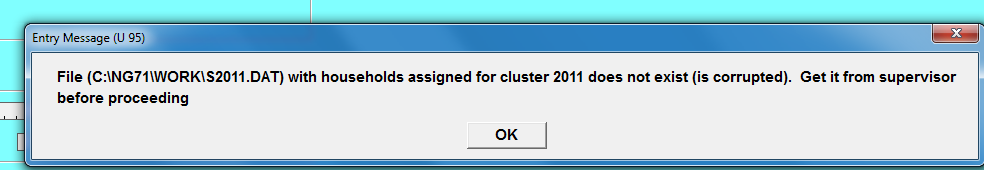 Entry Message (U 95)
File (C:\NG71\WORK\S2011.DAT) with households assigned for cluster 2011 does not exist (is corrupted).  Get it from supervisor
before proceeding
OK